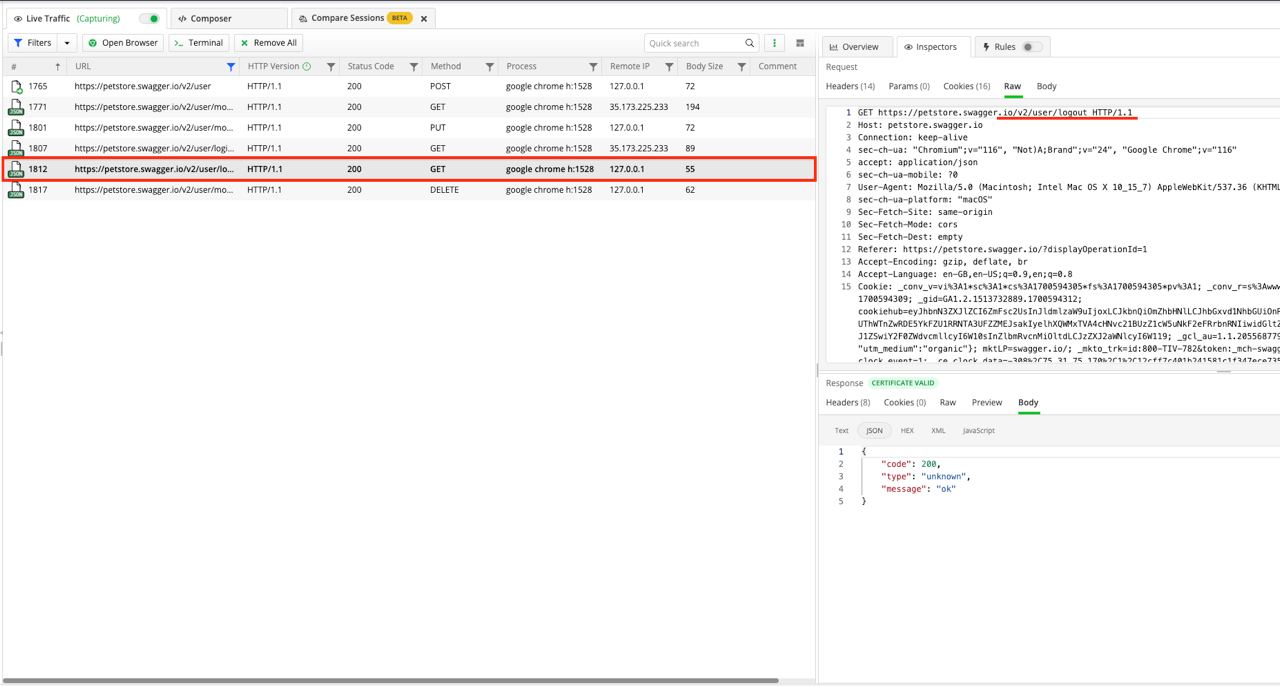 Live Traffic (Capturing) Composer Compare Sessions BETA
Filters Open Browser Terminal Remove All Quick search
# URL HTTP Version Status Code Method Process Remote IP Body Size Comment
1765 https://petstore.swagger.io/v2/user HTTP/1.1 200 POST google chrome h:1528 127.0.0.1 72
JSON 1771 https://petstore.swagger.io/v2/user/mo... HTTP/1.1 200 GET google chrome h:1528 35.173.225.233 194
JSON 1801 https://petstore.swagger.io/v2/user/mo... HTTP/1.1 200 PUT google chrome h:1528 127.0.0.1 72
JSON 1807 https://petstore.swagger.io/v2/user/logi... HTTP/1.1 200 GET google chrome h:1528 35.173.225.233 89
JSON 1812 https://petstore.swagger.io/v2/user/lo... HTTP/1.1 200 GET google chrome h:1528 127.0.0.1 55
JSON 1817 https://petstore.swagger.io/v2/user/mo... HTTP/1.1 200 DELETE google chrome h:1528 127.0.0.1 62
Overview Inspectors Rules
Request
Headers (14) Params (0) Cookies (16) Raw Body
1 GET https://petstore.swagger.io/v2/user/logout HTTP/1.1
2 Host: petstore.swagger.io
3 Connection: keep-alive
4 sec-ch-ua: "Chromium";v="116", "Not)A;Brand";v="24", "Google Chrome";v="116"
5 accept: application/json
6 sec-ch-ua-mobile: ?0
7 User-Agent: Mozilla/5.0 (Macintosh; Intel Mac OS X 10_15_7) AppleWebKit/537.36 (KHTML
8 sec-ch-ua-platform: "macOS"
9 Sec-Fetch-Site: same-origin
10 Sec-Fetch-Mode: cors
11 Sec-Fetch-Dest: empty
12 Referer: https://petstore.swagger.io/?displayOperationId=1
13 Accept-Encoding: gzip, deflate, br
14 Accept-Language: en-GB,en-US;q=0.9,en;q=0.8
15 Cookie: _conv_v=vi%3A1*sc%3A1*cs%3A1700594305*fs%3A1700594305*pv%3A1; _conv_r=s%3Awww
1700594309; _gid=GA1.2.1513732889.1700594312;
"utm_medium":"organic"}; mktLP=swagger.io/; _mkto_trk=id:800-TIV-782&token:_mch-swagg
Response CERTIFICATE VALID
Headers (8) Cookies (0) Raw Preview Body
Text JSON HEX XML JavaScript
1 {
2 "code": 200,
3 "type": "unknown",
4 "message": "ok"
5 }